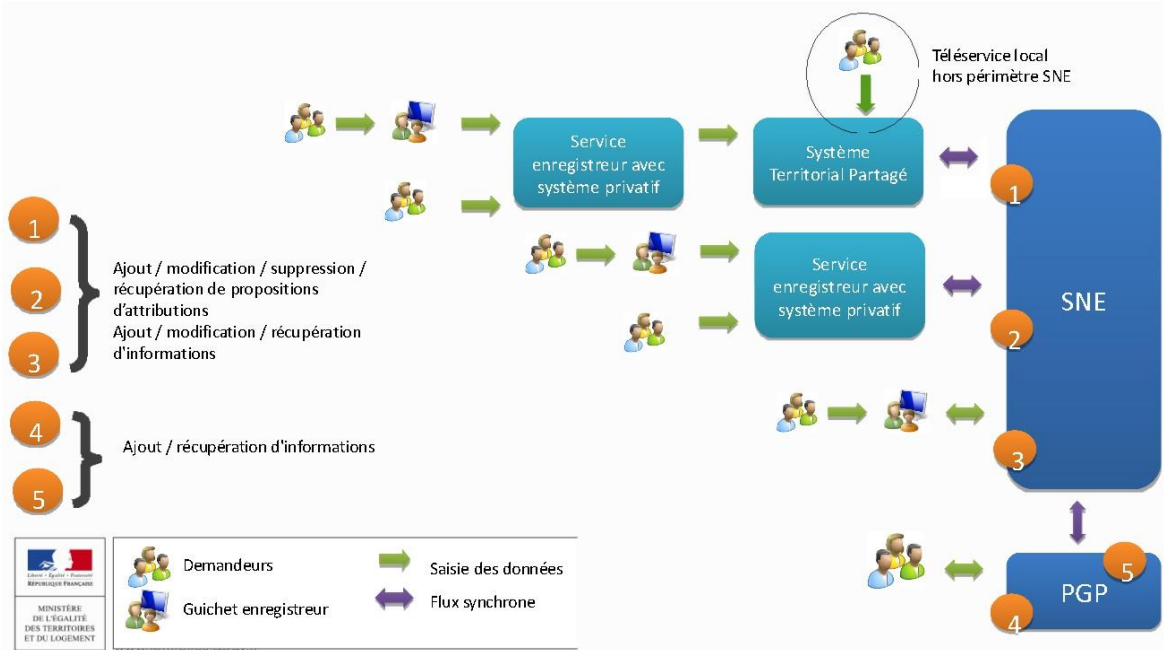 Téléservice local
hors périmètre SNE
Service
enregistreur avec
système privatif
Système
Territorial Partagé
1
1
Ajout / modification / suppression /
récupération de propositions
d'attributions
Ajout / modification / récupération
d'informations
2
3
Service
enregistreur avec
système privatif
SNE
2
3
4
5
Ajout / récupération d'informations
Liberté • Égalité • Fraternité
RÉPUBLIQUE FRANÇAISE
MINISTÈRE
DE L'ÉGALITÉ
DES TERRITOIRES
ET DU LOGEMENT
Demandeurs
Guichet enregistreur
Saisie des données
Flux synchrone
5
PGP
4